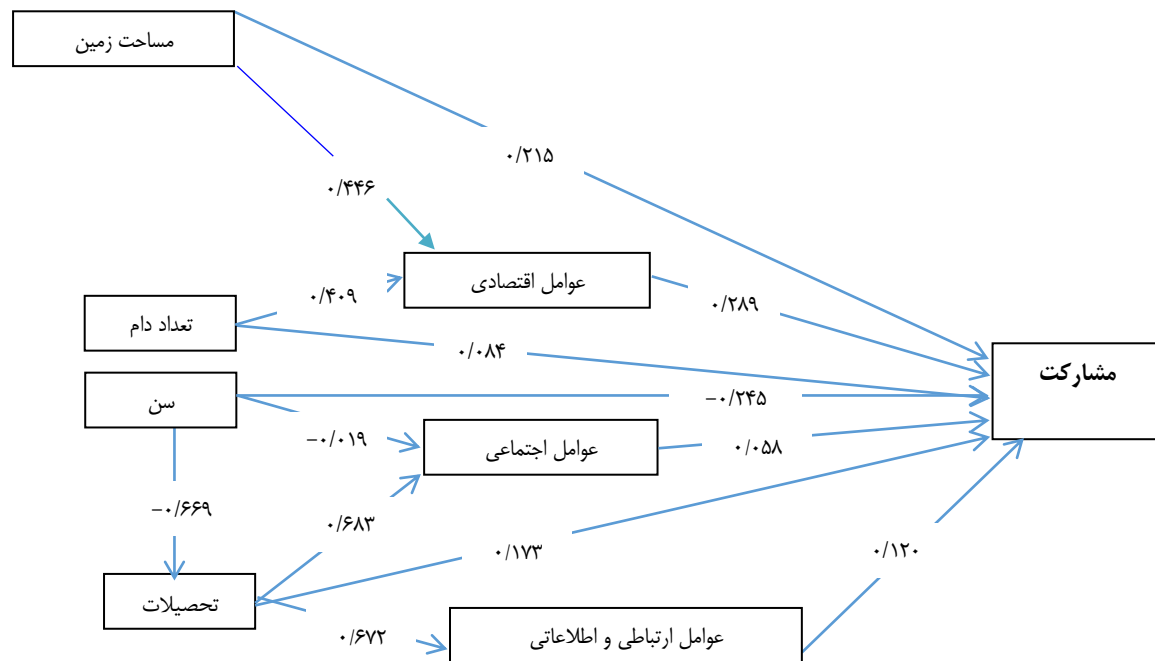 مساحت زمین
۰/۲۱۵
۰/۴۴۶
عوامل اقتصادی
۰/۴۰۹
۰/۲۸۹
تعداد دام
۰/۰۸۴
مشارکت
سن
−۰/۲۴۵
−۰/۰۱۹
عوامل اجتماعی
۰/۰۵۸
−۰/۶۶۹
۰/۶۸۳
۰/۱۷۳
۰/۱۲۰
تحصیلات
۰/۶۷۲
عوامل ارتباطی و اطلاعاتی